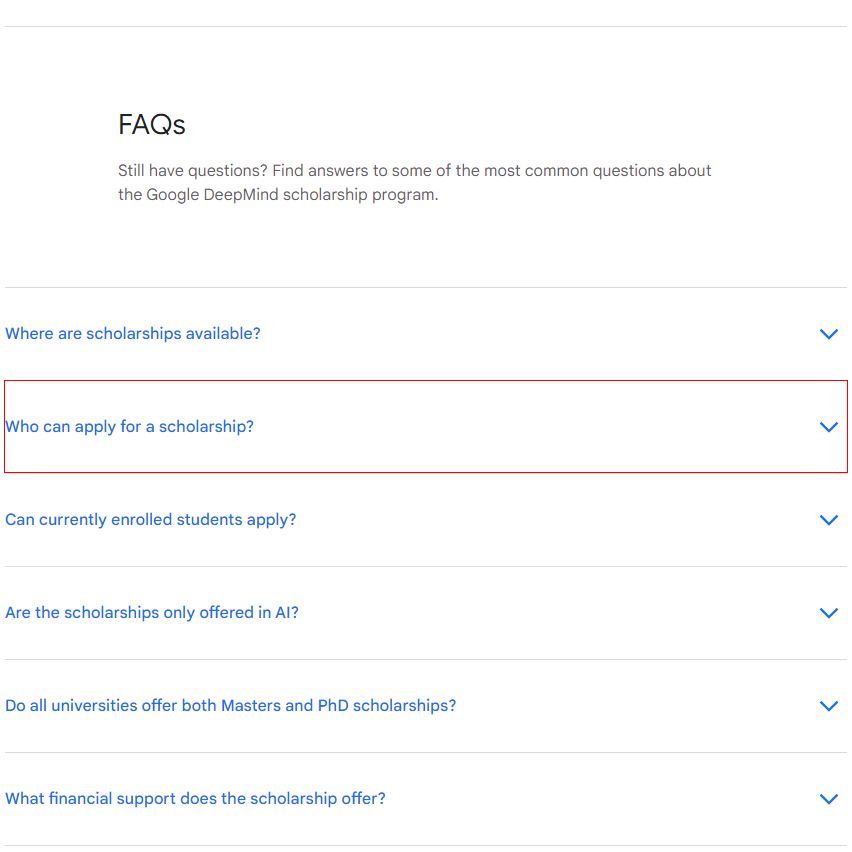 FAQs
Still have questions? Find answers to some of the most common questions about
the Google DeepMind scholarship program.
Where are scholarships available?
Who can apply for a scholarship?
Can currently enrolled students apply?
Are the scholarships only offered in AI?
Do all universities offer both Masters and PhD scholarships?
What financial support does the scholarship offer?